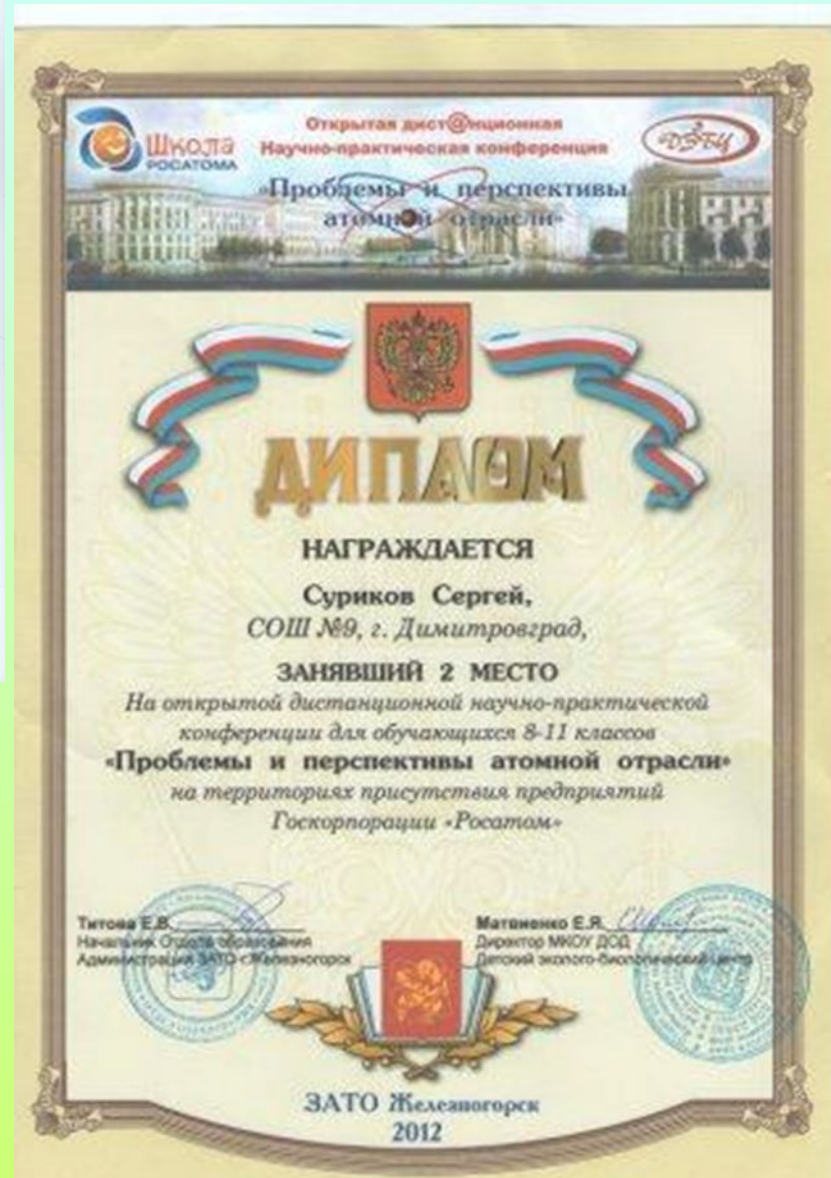 Школа
РОСАТОМА
Открытая дист@нционная
Научно-практическая конференция
«Проблемы и перспективы
атомной отрасли»
ДЭБЦ
ДИПЛОМ
НАГРАЖДАЕТСЯ
Суриков Сергей,
СОШ №9, г. Димитровград,
ЗАНЯВШИЙ 2 МЕСТО
На открытой дистанционной научно-практической
конференции для обучающихся 8-11 классов
«Проблемы и перспективы атомной отрасли»
на территориях присутствия предприятий
Госкорпорации «Росатом»
Титова Е.В.
Начальник Отдела образования
Администрации ЗАТО г.Железногорск
Матвиенко Е.Я.
Директор МКОУ ДОД
Детский эколого-биологический центр
ЗАТО Железногорск
2012